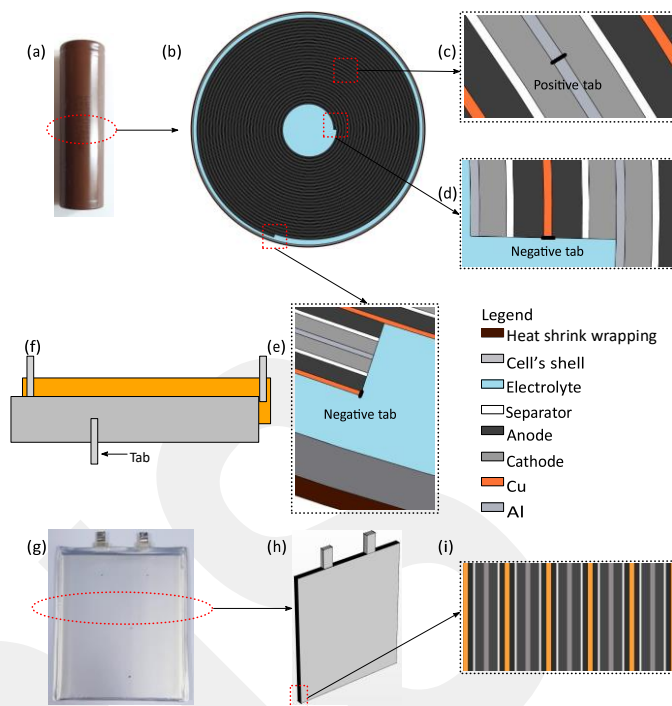 (a)
(b)
(c)
Positive tab
(d)
Negative tab
(e)
Negative tab
Legend
Heat shrink wrapping
Cell's shell
Electrolyte
Separator
Anode
Cathode
Cu
Al
(f)
Tab
(g)
(h)
(i)